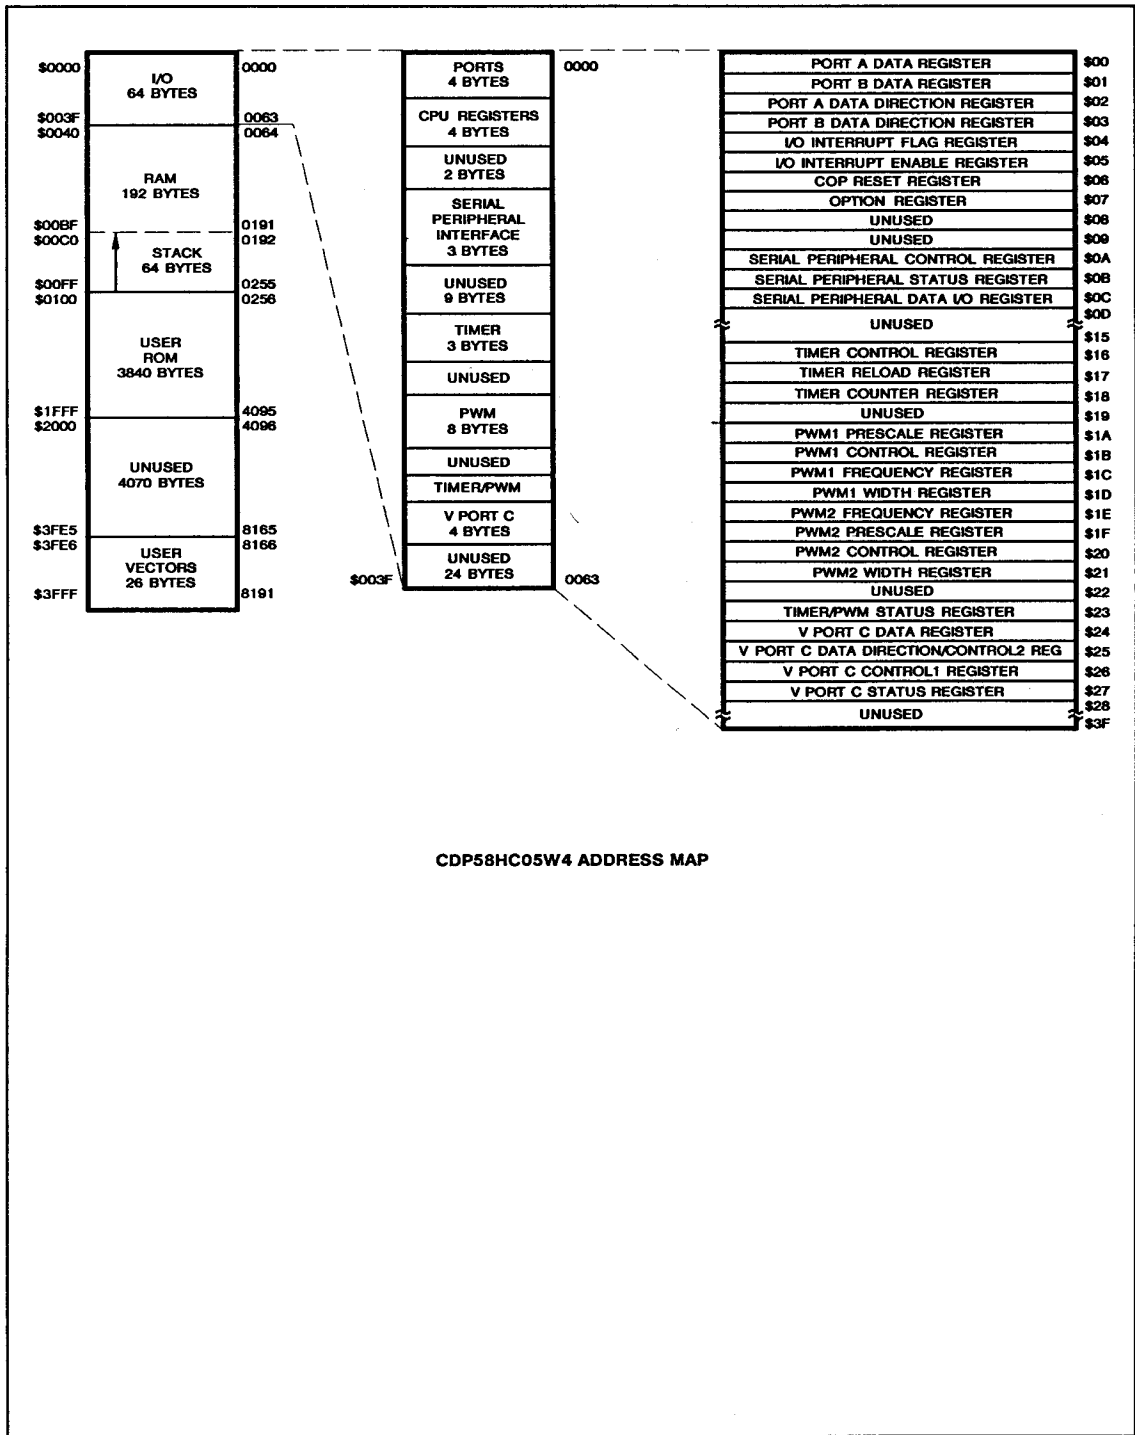 $0000
I/O
64 BYTES
0000
$003F
0063
$0040
0064
RAM
192 BYTES
$00BF
0191
$00C0
0192
STACK
64 BYTES
$00FF
0255
$0100
0256
USER
ROM
3840 BYTES
$1FFF
4095
$2000
4096
UNUSED
4070 BYTES
$3FE5
8165
$3FE6
8166
USER
VECTORS
26 BYTES
$3FFF
8191
PORTS
4 BYTES
0000
CPU REGISTERS
4 BYTES
UNUSED
2 BYTES
SERIAL
PERIPHERAL
INTERFACE
3 BYTES
UNUSED
9 BYTES
TIMER
3 BYTES
UNUSED
PWM
8 BYTES
UNUSED
TIMER/PWM
V PORT C
4 BYTES
UNUSED
24 BYTES
$003F
0063
PORT A DATA REGISTER $00
PORT B DATA REGISTER $01
PORT A DATA DIRECTION REGISTER $02
PORT B DATA DIRECTION REGISTER $03
I/O INTERRUPT FLAG REGISTER $04
I/O INTERRUPT ENABLE REGISTER $05
COP RESET REGISTER $06
OPTION REGISTER $07
UNUSED $08
UNUSED $09
SERIAL PERIPHERAL CONTROL REGISTER $0A
SERIAL PERIPHERAL STATUS REGISTER $0B
SERIAL PERIPHERAL DATA I/O REGISTER $0C
$0D
UNUSED
$15
TIMER CONTROL REGISTER $16
TIMER RELOAD REGISTER $17
TIMER COUNTER REGISTER $18
UNUSED $19
PWM1 PRESCALE REGISTER $1A
PWM1 CONTROL REGISTER $1B
PWM1 FREQUENCY REGISTER $1C
PWM1 WIDTH REGISTER $1D
PWM2 FREQUENCY REGISTER $1E
PWM2 PRESCALE REGISTER $1F
PWM2 CONTROL REGISTER $20
PWM2 WIDTH REGISTER $21
UNUSED $22
TIMER/PWM STATUS REGISTER $23
V PORT C DATA REGISTER $24
V PORT C DATA DIRECTION/CONTROL2 REG $25
V PORT C CONTROL1 REGISTER $26
V PORT C STATUS REGISTER $27
$28
UNUSED
$3F
CDP58HC05W4 ADDRESS MAP